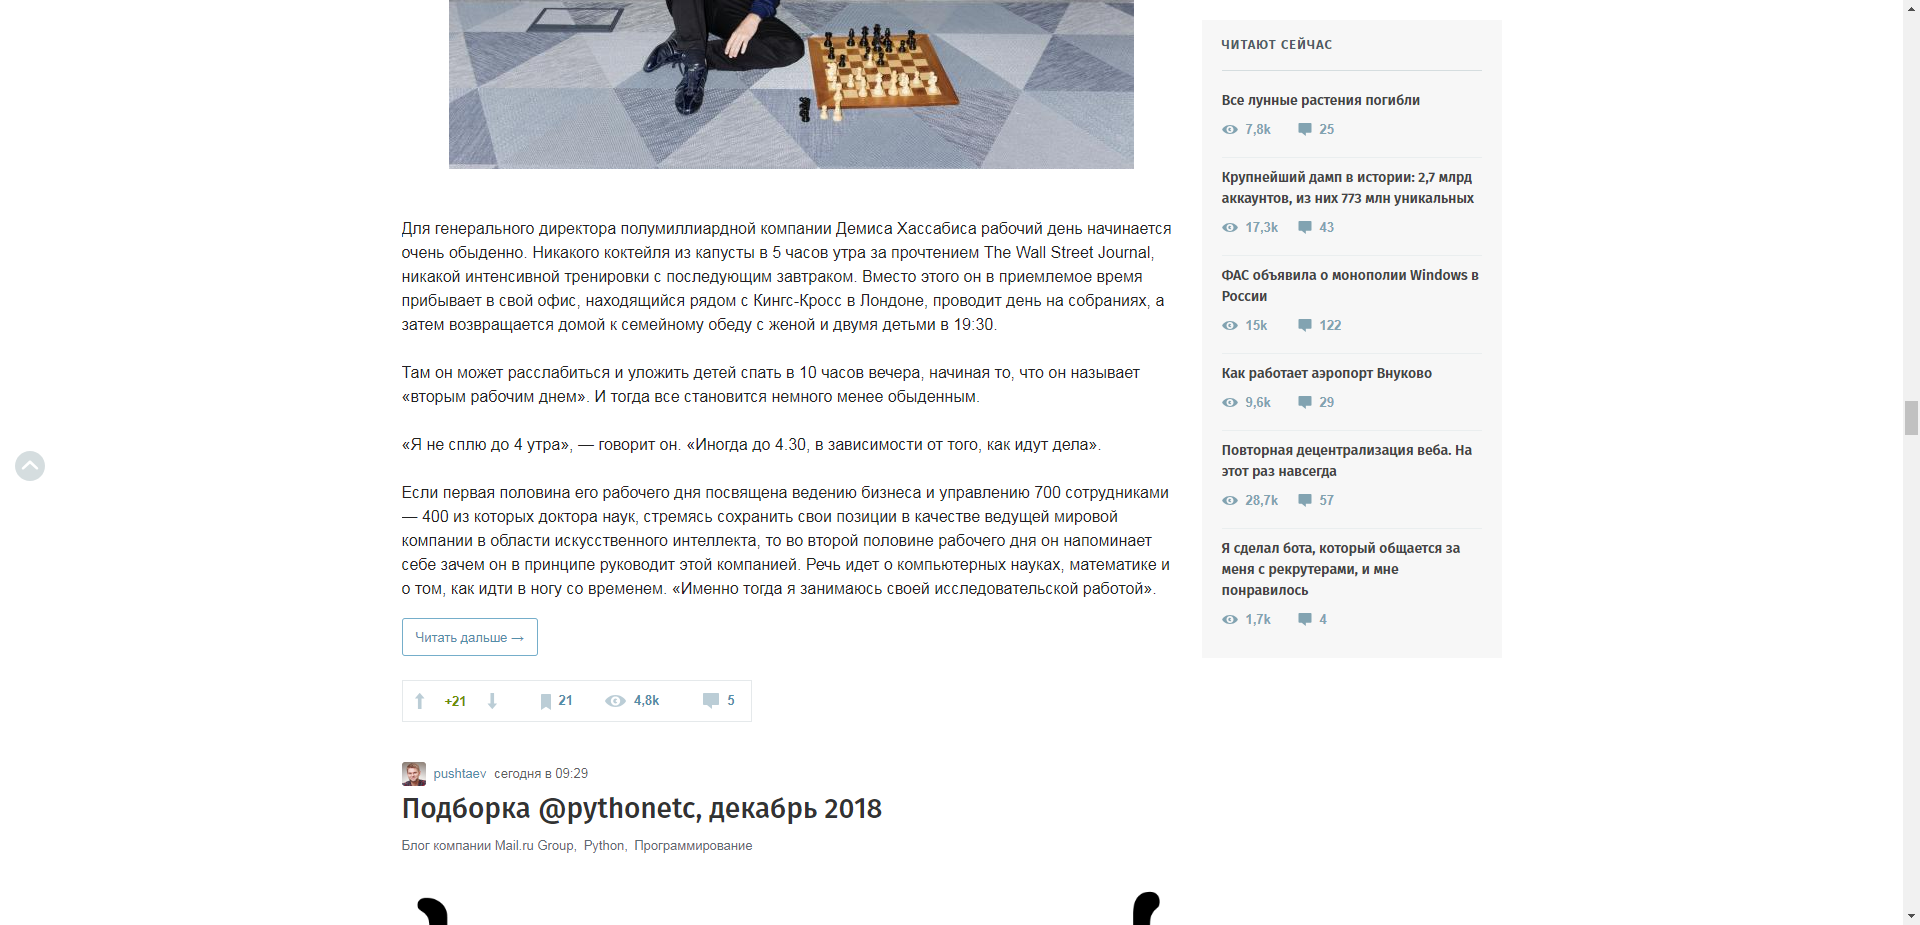 Для генерального директора полумиллиардной компании Демиса Хассабиса рабочий день начинается
очень обыденно. Никакого коктейля из капусты в 5 часов утра за прочтением The Wall Street Journal,
никакой интенсивной тренировки с последующим завтраком. Вместо этого он в приемлемое время
прибывает в свой офис, находящийся рядом с Кингс-Кросс в Лондоне, проводит день на собраниях, а
затем возвращается домой к семейному обеду с женой и двумя детьми в 19:30.
Там он может расслабиться и уложить детей спать в 10 часов вечера, начиная то, что он называет
«вторым рабочим днем». И тогда все становится немного менее обыденным.
«Я не сплю до 4 утра», — говорит он. «Иногда до 4.30, в зависимости от того, как идут дела».
Если первая половина его рабочего дня посвящена ведению бизнеса и управлению 700 сотрудниками
— 400 из которых доктора наук, стремясь сохранить свои позиции в качестве ведущей мировой
компании в области искусственного интеллекта, то во второй половине рабочего дня он напоминает
себе зачем он в принципе руководит этой компанией. Речь идет о компьютерных науках, математике и
о том, как идти в ногу со временем. «Именно тогда я занимаюсь своей исследовательской работой».
Читать дальше →
+21 21 4,8k 5
pushtaev сегодня в 09:29
Подборка @pythonetc, декабрь 2018
Блог компании Mail.ru Group, Python, Программирование
ЧИТАЮТ СЕЙЧАС
Все лунные растения погибли
7,8k 25
Крупнейший дамп в истории: 2,7 млрд
аккаунтов, из них 773 млн уникальных
17,3k 43
ФАС объявила о монополии Windows в
России
15k 122
Как работает аэропорт Внуково
9,6k 29
Повторная децентрализация веба. На
этот раз навсегда
28,7k 57
Я сделал бота, который общается за
меня с рекрутерами, и мне
понравилось
1,7k 4